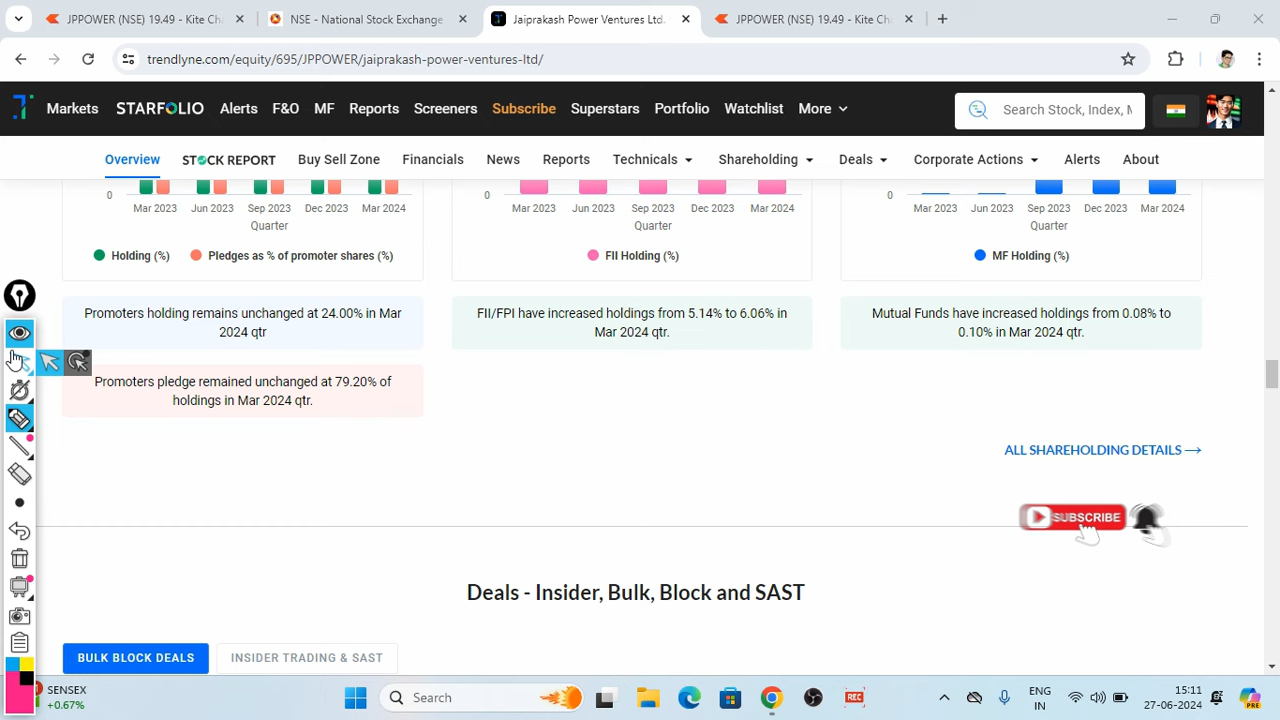 JPPOWER (NSE) 19.49 - Kite Ch
NSE - National Stock Exchange
Jaiprakash Power Ventures Ltd.
JPPOWER (NSE) 19.49 - Kite Ch
trendlyne.com/equity/695/JPPOWER/jaiprakash-power-ventures-ltd/
Markets STARFOLIO Alerts F&O MF Reports Screeners Subscribe Superstars Portfolio Watchlist More
Search Stock, Index, M
Overview STOCK REPORT Buy Sell Zone Financials News Reports Technicals Shareholding Deals Corporate Actions Alerts About
0
Mar 2023 Jun 2023 Sep 2023 Dec 2023 Mar 2024
Quarter
Holding (%) Pledges as % of promoter shares (%)
0
Mar 2023 Jun 2023 Sep 2023 Dec 2023 Mar 2024
Quarter
FII Holding (%)
0
Mar 2023 Jun 2023 Sep 2023 Dec 2023 Mar 2024
Quarter
MF Holding (%)
Promoters holding remains unchanged at 24.00% in Mar
2024 qtr
FII/FPI have increased holdings from 5.14% to 6.06% in
Mar 2024 qtr.
Mutual Funds have increased holdings from 0.08% to
0.10% in Mar 2024 qtr.
Promoters pledge remained unchanged at 79.20% of
holdings in Mar 2024 qtr.
ALL SHAREHOLDING DETAILS
SUBSCRIBE
Deals - Insider, Bulk, Block and SAST
BULK BLOCK DEALS INSIDER TRADING & SAST
SENSEX
+0.67%
Search
REC
ENG
IN
15:11
27-06-2024
PRE